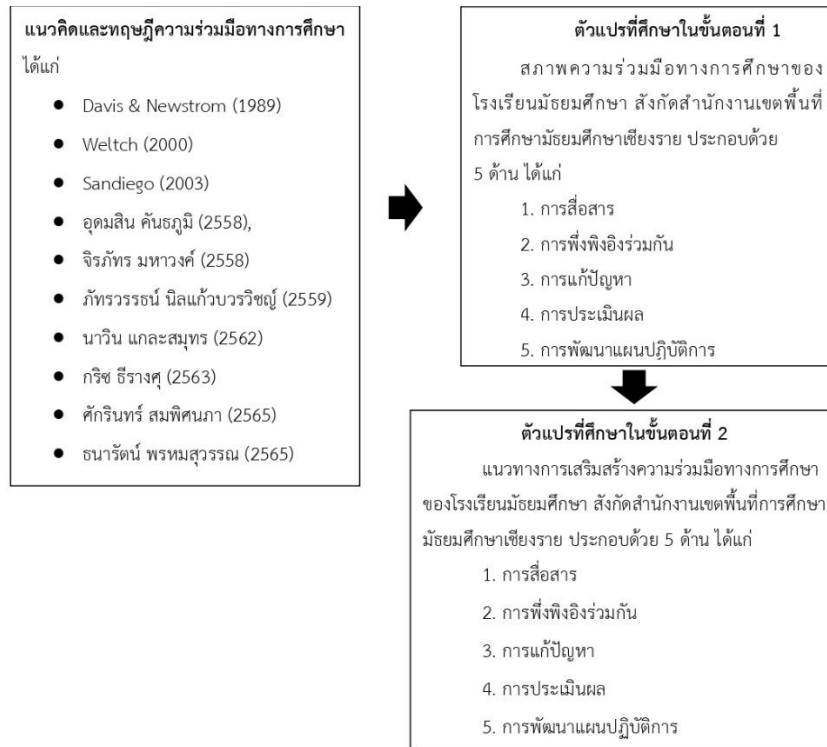 แนวคิดและทฤษฎีความร่วมมือทางการศึกษา
ได้แก่
● Davis & Newstrom (1989)
● Weltch (2000)
● Sandiego (2003)
● อุดมสิน คันธภูมิ (2558),
● จิรภัทร มหาวงค์ (2558)
● ภัทรวรรธน์ นิลแก้วบวรวิชญ์ (2559)
● นาวิน แกละสมุทร (2562)
● กริช ธีรางศุ (2563)
● ศักรินทร์ สมพิศนภา (2565)
● ธนารัตน์ พรหมสุวรรณ (2565)
ตัวแปรที่ศึกษาในขั้นตอนที่ 1
สภาพความร่วมมือทางการศึกษาของ
โรงเรียนมัธยมศึกษา สังกัดสำนักงานเขตพื้นที่
การศึกษามัธยมศึกษาเชียงราย ประกอบด้วย
5 ด้าน ได้แก่
1. การสื่อสาร
2. การพึ่งพิงอิงร่วมกัน
3. การแก้ปัญหา
4. การประเมินผล
5. การพัฒนาแผนปฏิบัติการ
ตัวแปรที่ศึกษาในขั้นตอนที่ 2
แนวทางการเสริมสร้างความร่วมมือทางการศึกษา
ของโรงเรียนมัธยมศึกษา สังกัดสำนักงานเขตพื้นที่การศึกษา
มัธยมศึกษาเชียงราย ประกอบด้วย 5 ด้าน ได้แก่
1. การสื่อสาร
2. การพึ่งพิงอิงร่วมกัน
3. การแก้ปัญหา
4. การประเมินผล
5. การพัฒนาแผนปฏิบัติการ